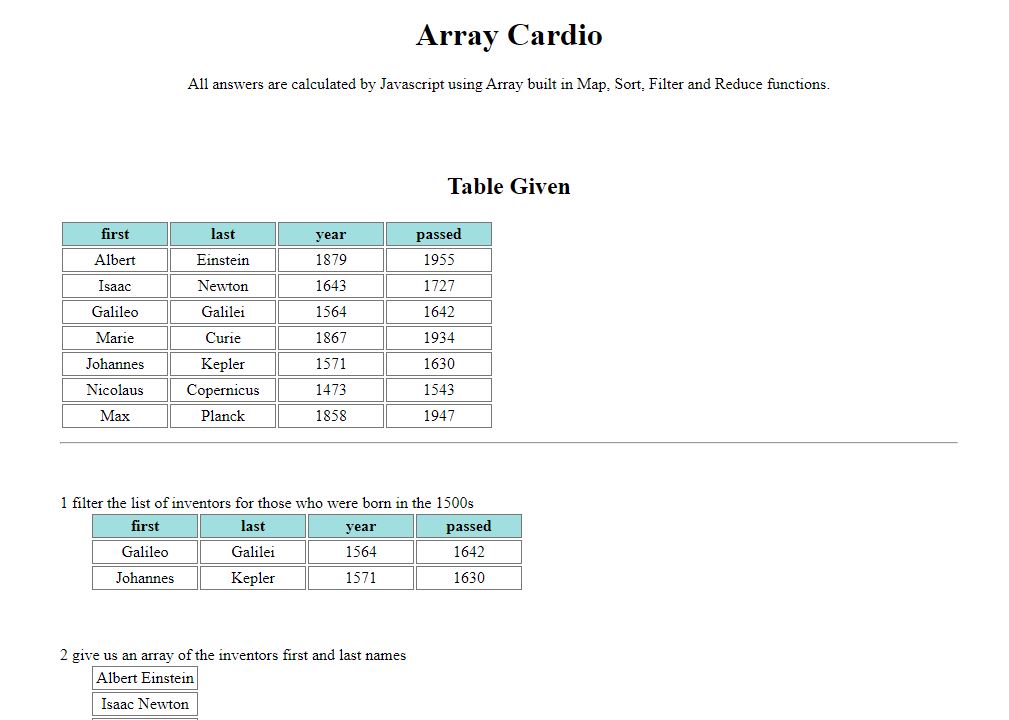 Array Cardio
All answers are calculated by Javascript using Array built in Map, Sort, Filter and Reduce functions.
Table Given
first last year passed
Albert Einstein 1879 1955
Isaac Newton 1643 1727
Galileo Galilei 1564 1642
Marie Curie 1867 1934
Johannes Kepler 1571 1630
Nicolaus Copernicus 1473 1543
Max Planck 1858 1947
1 filter the list of inventors for those who were born in the 1500s
first last year passed
Galileo Galilei 1564 1642
Johannes Kepler 1571 1630
2 give us an array of the inventors first and last names
Albert Einstein
Isaac Newton